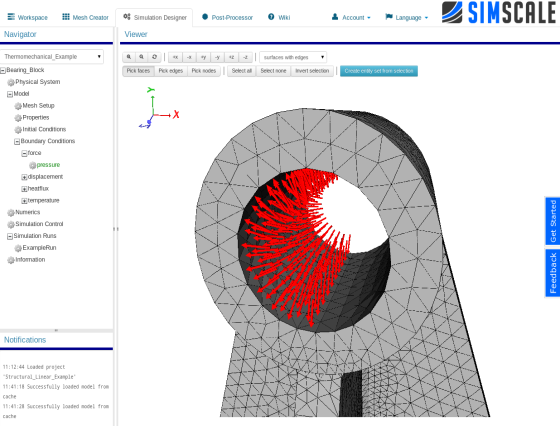 Workspace
Mesh Creator
Simulation Designer
Post-Processor
Wiki
Account
Language
SIMSCALE
Navigator
Thermomechanical_Example
Bearing_Block
Physical System
Model
Mesh Setup
Properties
Initial Conditions
Boundary Conditions
force
pressure
displacement
heatflux
temperature
Numerics
Simulation Control
Simulation Runs
ExampleRun
Information
Notifications
11:12:44 Loaded project
'Structural_Linear_Example'
11:41:18 Successfully loaded model from
cache
11:41:28 Successfully loaded model from
cache
Viewer
+x -x +y -y +z -z
surfaces with edges
Pick faces Pick edges Pick nodes Select all Select none Invert selection Create entity set from selection
Y
X
Z
Get Started
Feedback